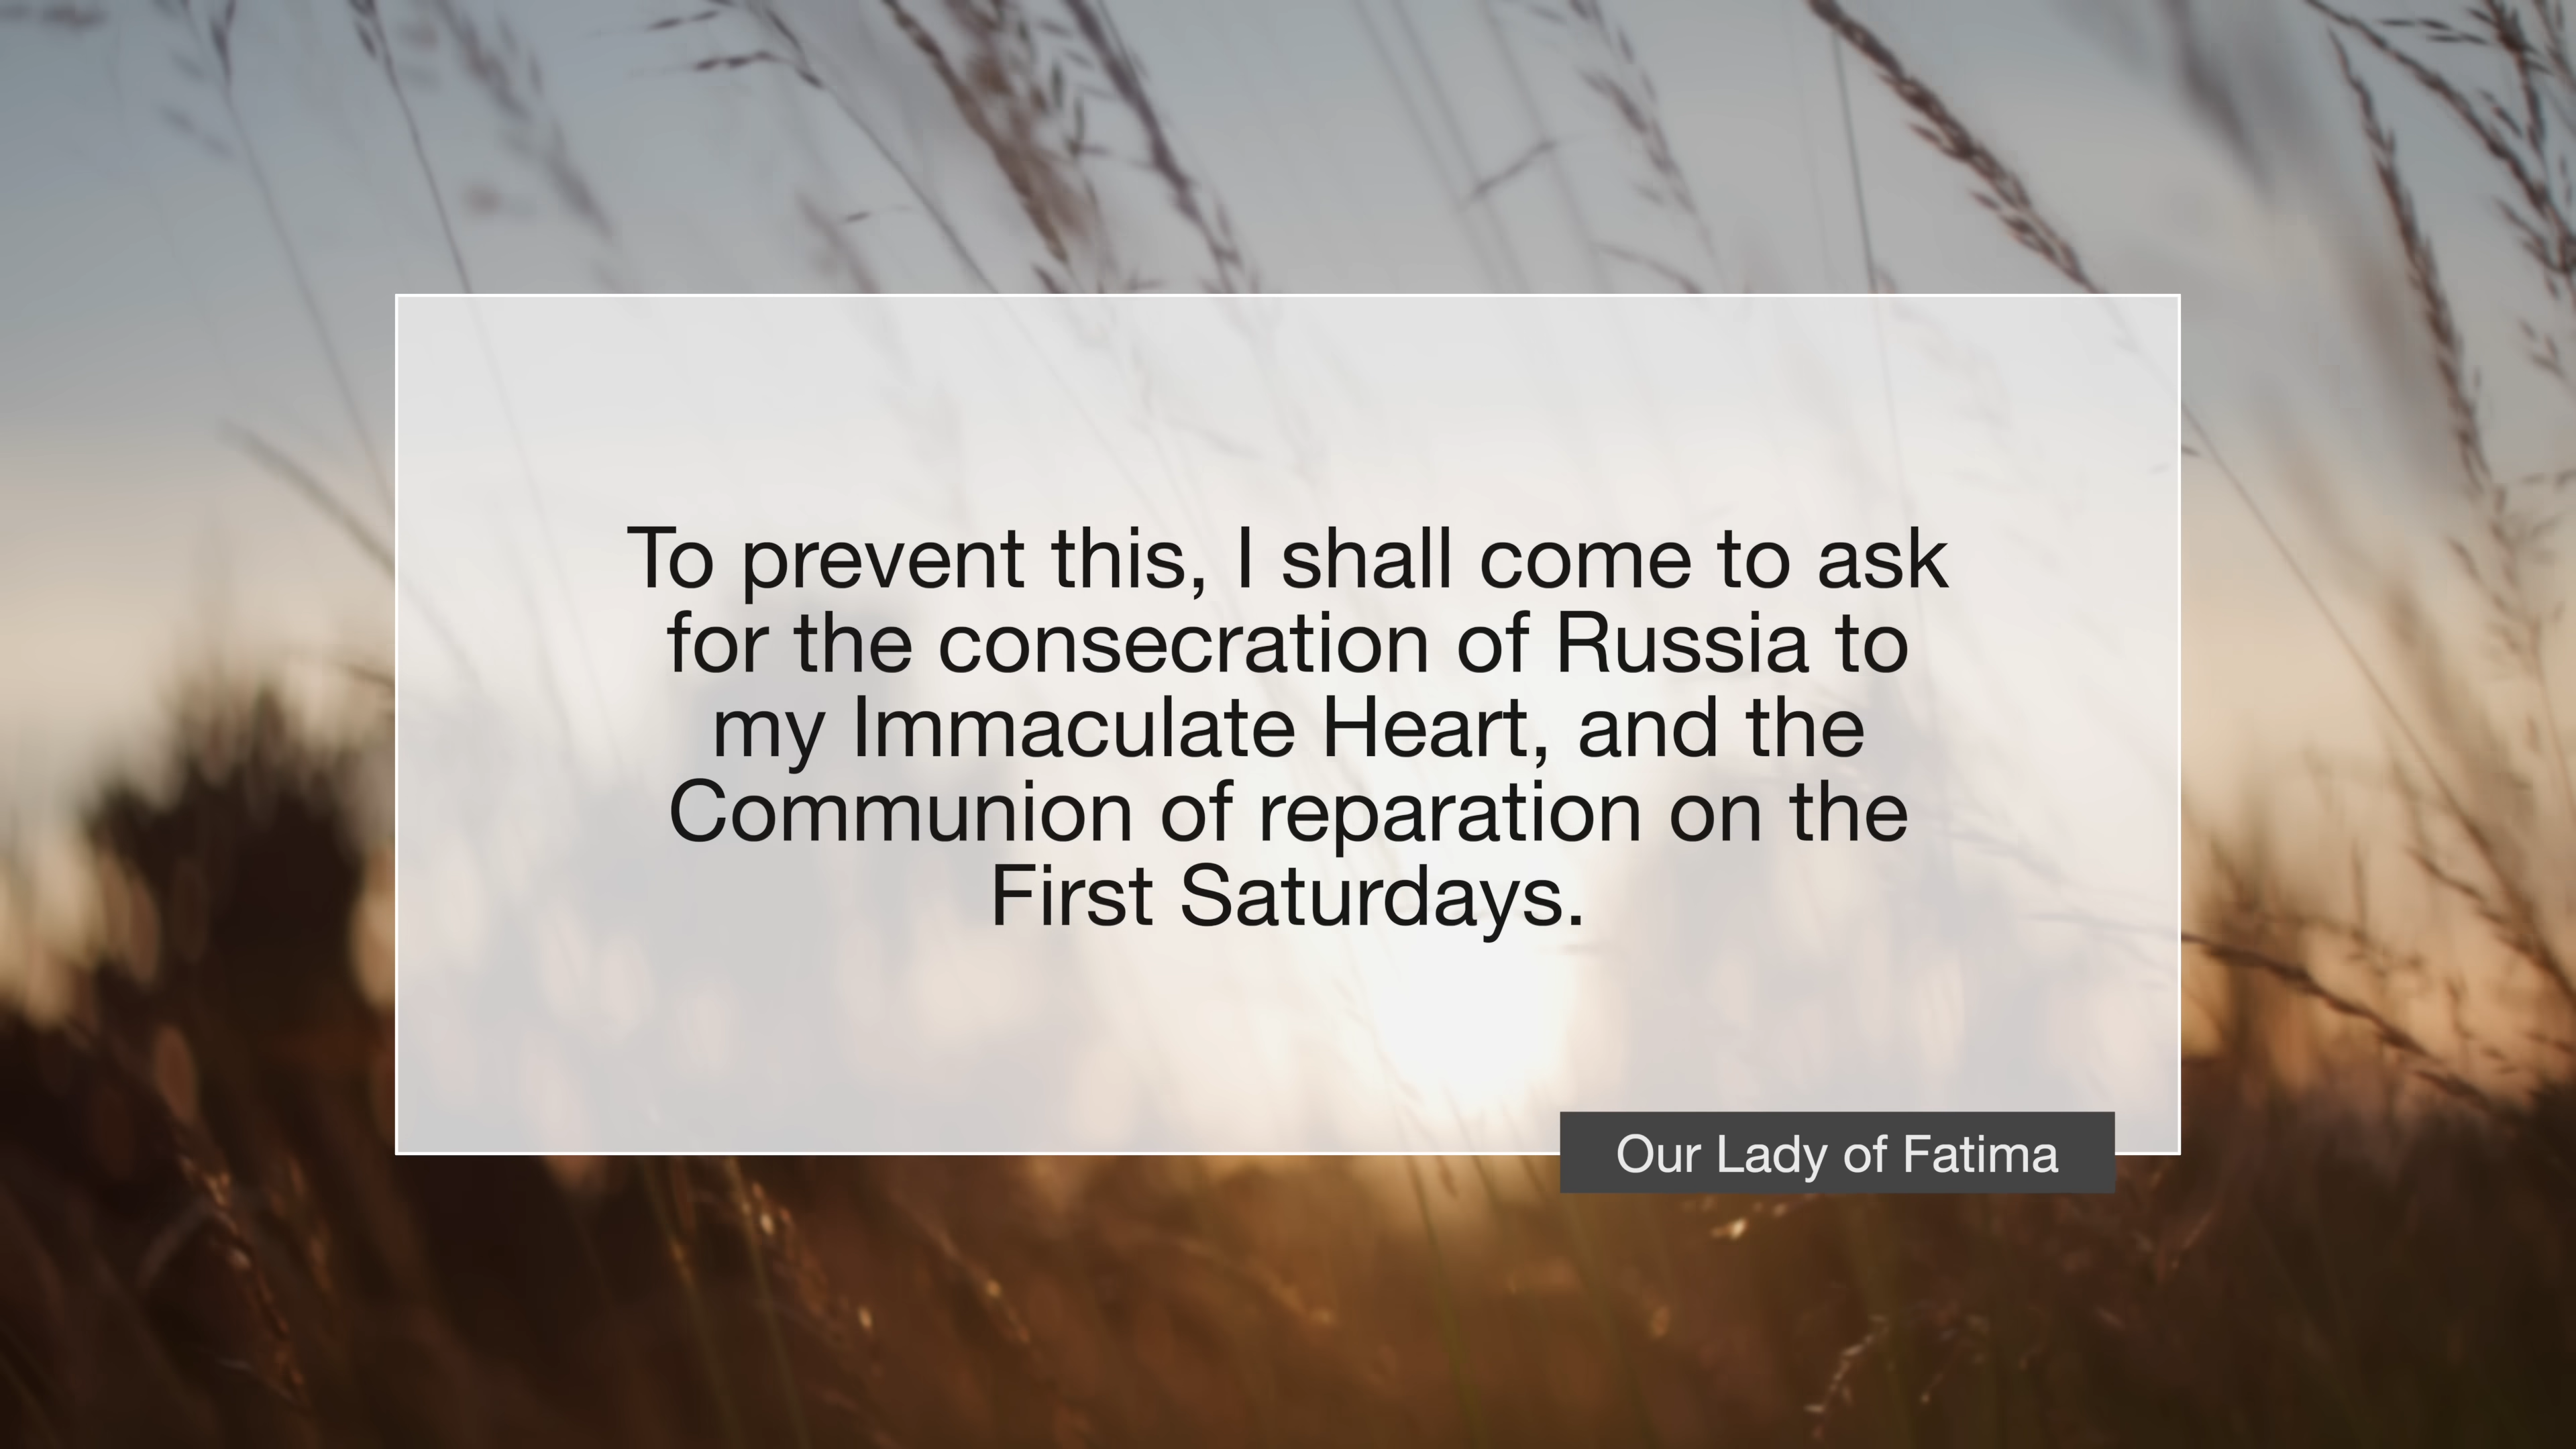 To prevent this, I shall come to ask
for the consecration of Russia to
my Immaculate Heart, and the
Communion of reparation on the
First Saturdays.
Our Lady of Fatima